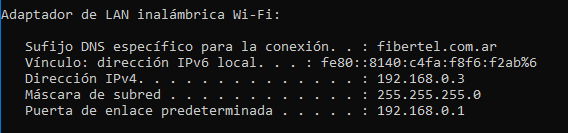 Adaptador de LAN inalámbrica Wi-Fi:
Sufijo DNS específico para la conexión. . : fibertel.com.ar
Vínculo: dirección IPv6 local. . . : fe80::8140:c4fa:f8f6:f2ab%6
Dirección IPv4. . . . . . . . . . . . . . : 192.168.0.3
Máscara de subred . . . . . . . . . . . . : 255.255.255.0
Puerta de enlace predeterminada . . . . . : 192.168.0.1